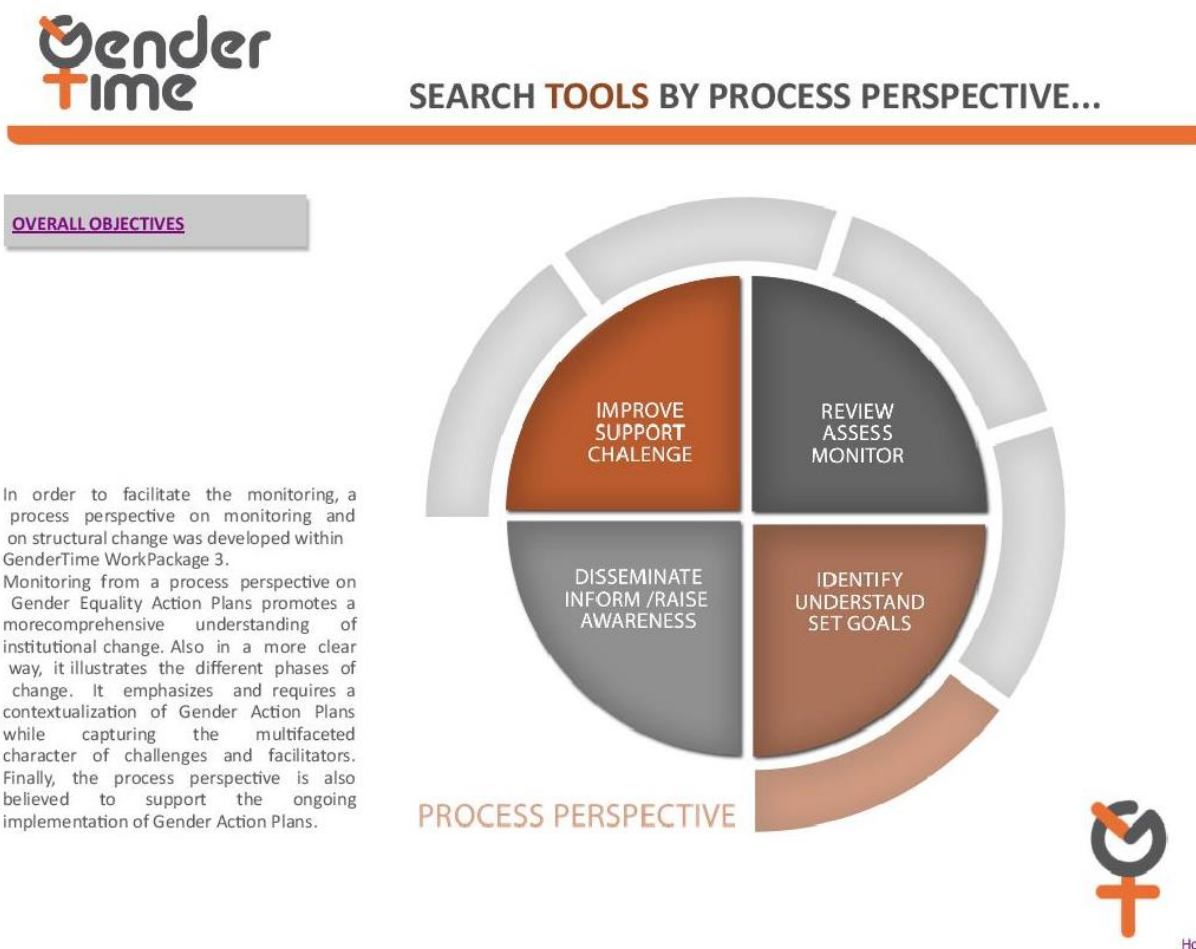 Gender
Time
SEARCH TOOLS BY PROCESS PERSPECTIVE...
OVERALL OBJECTIVES
In order to facilitate the monitoring, a
process perspective on monitoring and
on structural change was developed within
GenderTime WorkPackage 3.
Monitoring from a process perspective on
Gender Equality Action Plans promotes a
morecomprehensive understanding of
institutional change. Also in a more clear
way, it illustrates the different phases of
change. It emphasizes and requires a
contextualization of Gender Action Plans
while capturing the multifaceted
character of challenges and facilitators.
Finally, the process perspective is also
believed to support the ongoing
implementation of Gender Action Plans.
IMPROVE
SUPPORT
CHALENGE
REVIEW
ASSESS
MONITOR
DISSEMINATE
INFORM /RAISE
AWARENESS
IDENTIFY
UNDERSTAND
SET GOALS
PROCESS PERSPECTIVE